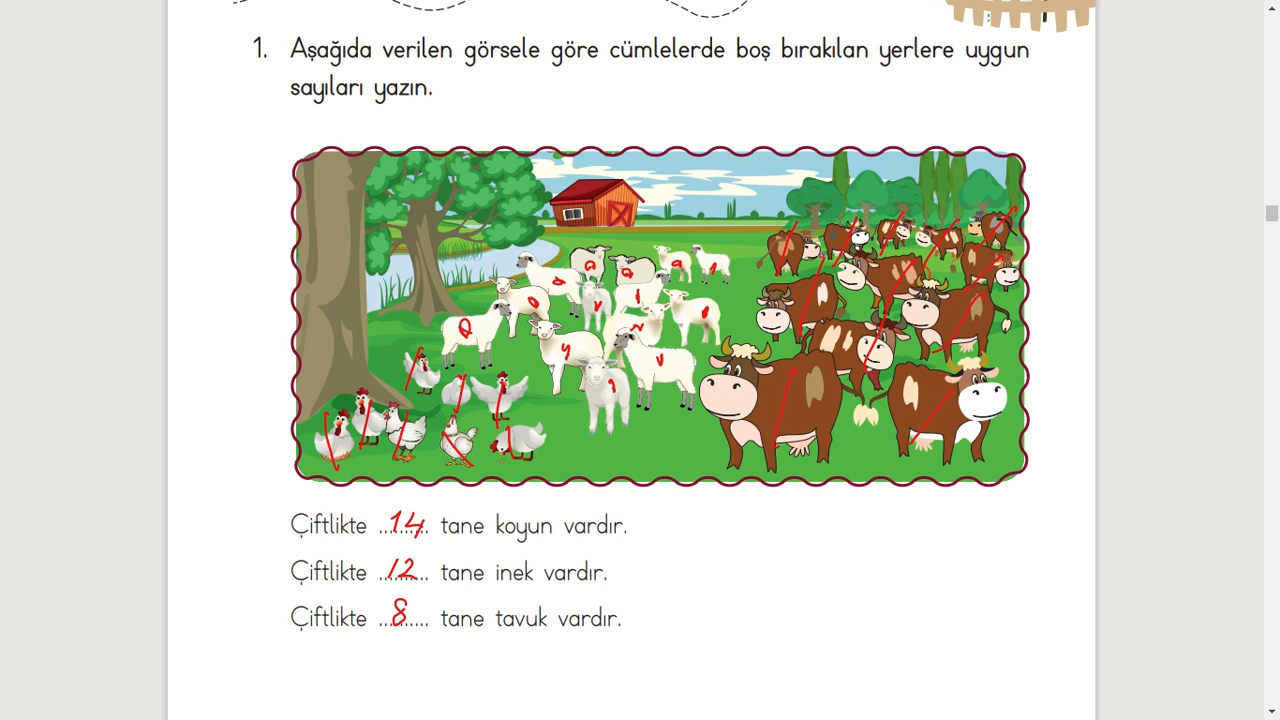 1. Aşağıda verilen görsele göre cümlelerde boş bırakılan yerlere uygun
sayıları yazın.
Çiftlikte ..14.. tane koyun vardır.
Çiftlikte ..12.. tane inek vardır.
Çiftlikte ..8.... tane tavuk vardır.